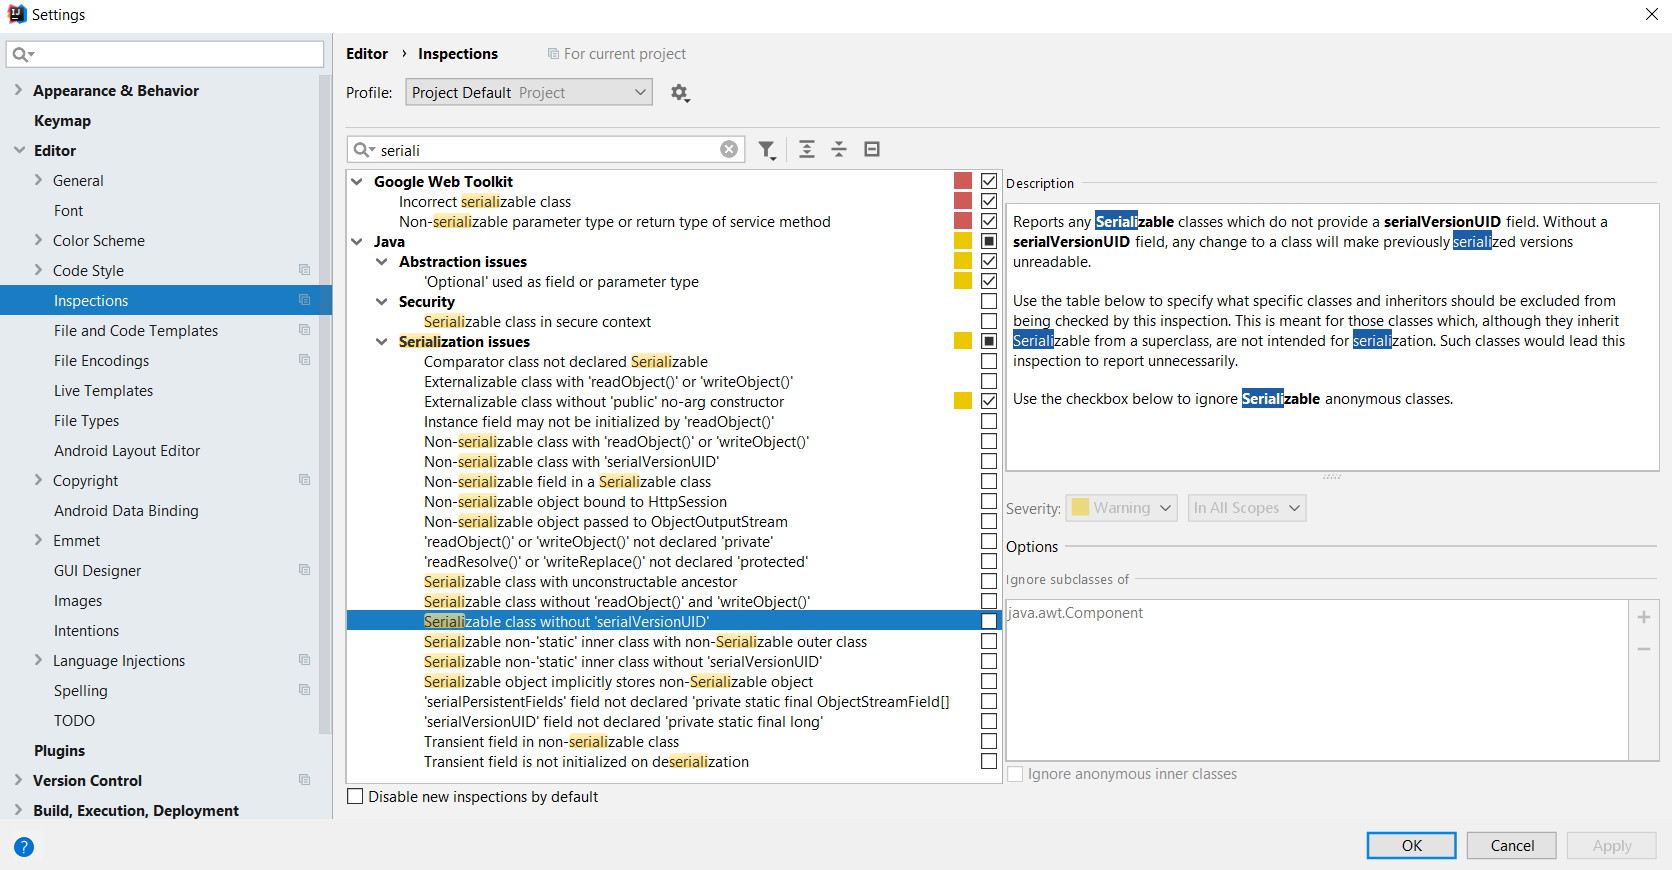 Settings
Appearance & Behavior
Keymap
Editor
General
Font
Color Scheme
Code Style
Inspections
File and Code Templates
File Encodings
Live Templates
File Types
Android Layout Editor
Copyright
Android Data Binding
Emmet
GUI Designer
Images
Intentions
Language Injections
Spelling
TODO
Plugins
Version Control
Build, Execution, Deployment
?
Editor › Inspections For current project
Profile: Project Default Project
seriali
Google Web Toolkit
Incorrect serializable class
Non-serializable parameter type or return type of service method
Java
Abstraction issues
'Optional' used as field or parameter type
Security
Serializable class in secure context
Serialization issues
Comparator class not declared Serializable
Externalizable class with 'readObject()' or 'writeObject()'
Externalizable class without 'public' no-arg constructor
Instance field may not be initialized by 'readObject()'
Non-serializable class with 'readObject()' or 'writeObject()'
Non-serializable class with 'serialVersionUID'
Non-serializable field in a Serializable class
Non-serializable object bound to HttpSession
Non-serializable object passed to ObjectOutputStream
'readObject()' or 'writeObject()' not declared 'private'
'readResolve()' or 'writeReplace()' not declared 'protected'
Serializable class with unconstructable ancestor
Serializable class without 'readObject()' and 'writeObject()'
Serializable class without 'serialVersionUID'
Serializable non-'static' inner class with non-Serializable outer class
Serializable non-'static' inner class without 'serialVersionUID'
Serializable object implicitly stores non-Serializable object
'serialPersistentFields' field not declared 'private static final ObjectStreamField[]
'serialVersionUID' field not declared 'private static final long'
Transient field in non-serializable class
Transient field is not initialized on deserialization
Disable new inspections by default
Description
Reports any Serializable classes which do not provide a serialVersionUID field. Without a
serialVersionUID field, any change to a class will make previously serialized versions
unreadable.
Use the table below to specify what specific classes and inheritors should be excluded from
being checked by this inspection. This is meant for those classes which, although they inherit
Serializable from a superclass, are not intended for serialization. Such classes would lead this
inspection to report unnecessarily.
Use the checkbox below to ignore Serializable anonymous classes.
Severity: Warning In All Scopes
Options
Ignore subclasses of
java.awt.Component
Ignore anonymous inner classes
OK Cancel Apply